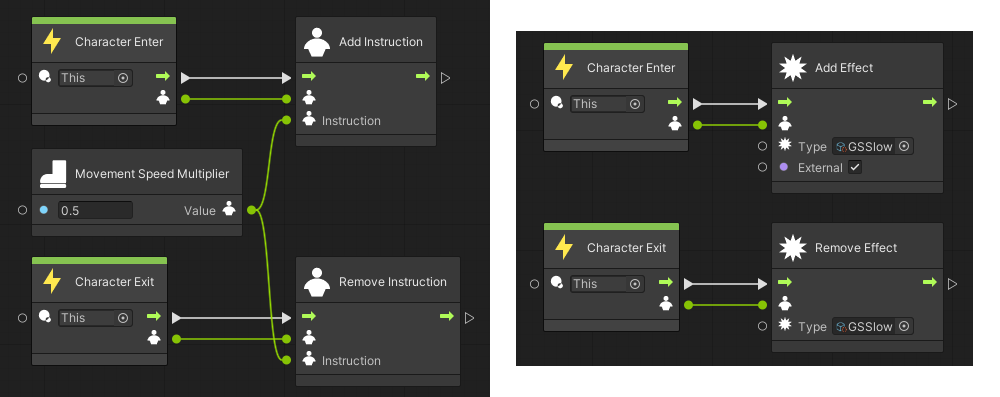 Character Enter
This
Add Instruction
Instruction
Movement Speed Multiplier
0.5
Value
Character Exit
This
Remove Instruction
Instruction
Character Enter
This
Add Effect
Type
GSSlow
External
Character Exit
This
Remove Effect
Type
GSSlow